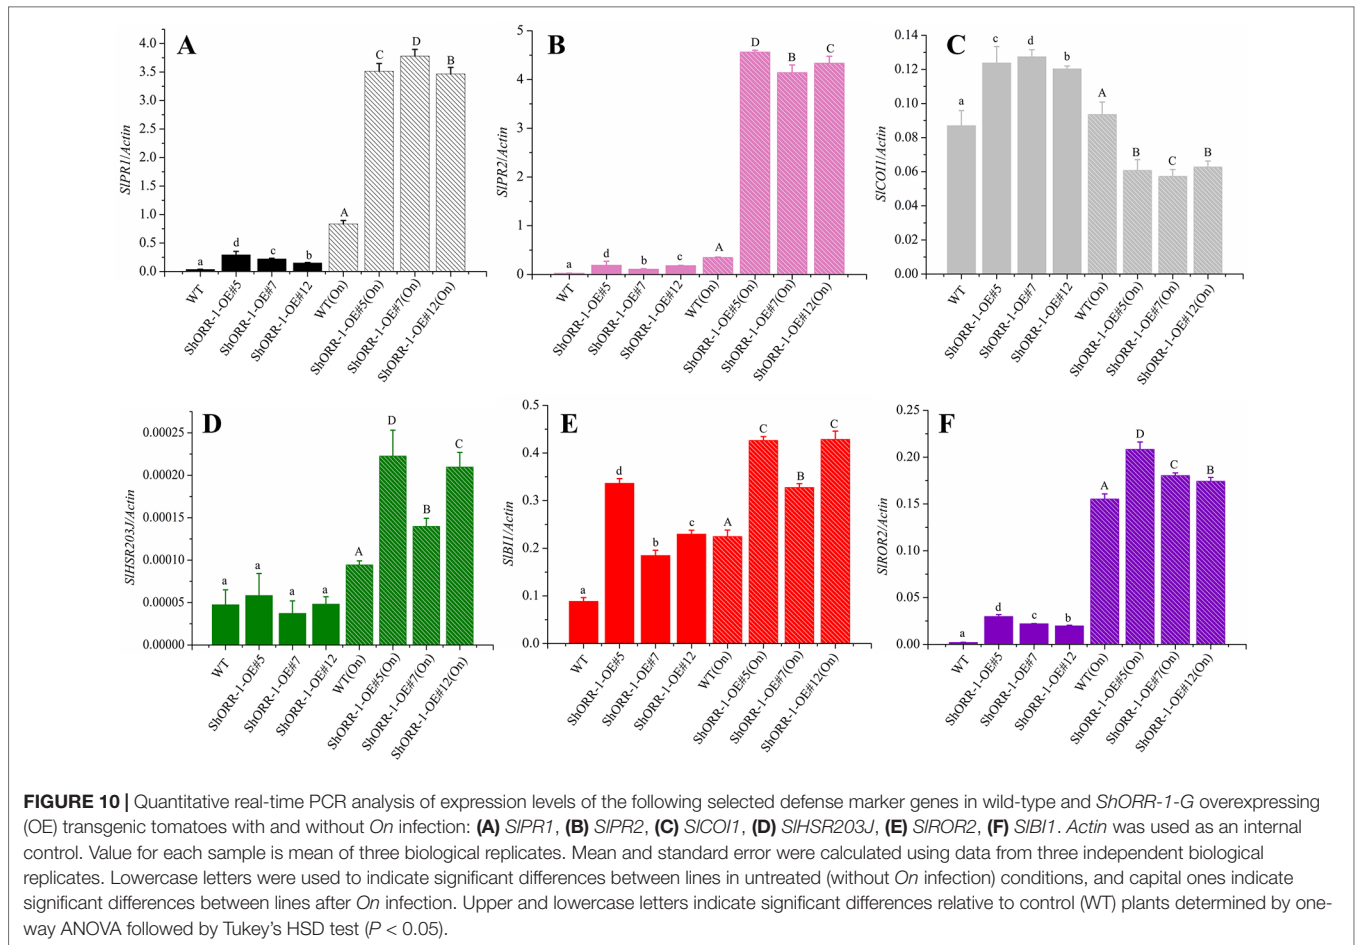 A
SlPR1/Actin
4.0
3.5
3.0
2.5
2.0
1.5
1.0
0.5
0.0
a
d
c
b
A
C
D
B
WT
ShORR-1-OE#5
ShORR-1-OE#7
ShORR-1-OE#12
WT(On)
ShORR-1-OE#5(On)
ShORR-1-OE#7(On)
ShORR-1-OE#12(On)
B
SlPR2/Actin
5
4
3
2
1
0
a
d
b
c
A
D
B
C
WT
ShORR-1-OE#5
ShORR-1-OE#7
ShORR-1-OE#12
WT(On)
ShORR-1-OE#5(On)
ShORR-1-OE#7(On)
ShORR-1-OE#12(On)
C
SlCOI1/Actin
0.14
0.12
0.10
0.08
0.06
0.04
0.02
0.00
a
c
d
b
A
B
C
B
WT
ShORR-1-OE#5
ShORR-1-OE#7
ShORR-1-OE#12
WT(On)
ShORR-1-OE#5(On)
ShORR-1-OE#7(On)
ShORR-1-OE#12(On)
D
SlHSR203J/Actin
0.00025
0.00020
0.00015
0.00010
0.00005
0.00000
a
a
a
a
A
D
B
C
WT
ShORR-1-OE#5
ShORR-1-OE#7
ShORR-1-OE#12
WT(On)
ShORR-1-OE#5(On)
ShORR-1-OE#7(On)
ShORR-1-OE#12(On)
E
SlBI1/Actin
0.5
0.4
0.3
0.2
0.1
0.0
a
d
b
c
A
C
B
C
WT
ShORR-1-OE#5
ShORR-1-OE#7
ShORR-1-OE#12
WT(On)
ShORR-1-OE#5(On)
ShORR-1-OE#7(On)
ShORR-1-OE#12(On)
F
SlROR2/Actin
0.25
0.20
0.15
0.10
0.05
0.00
a
d
c
b
A
D
C
B
WT
ShORR-1-OE#5
ShORR-1-OE#7
ShORR-1-OE#12
WT(On)
ShORR-1-OE#5(On)
ShORR-1-OE#7(On)
ShORR-1-OE#12(On)
FIGURE 10 | Quantitative real-time PCR analysis of expression levels of the following selected defense marker genes in wild-type and ShORR-1-G overexpressing
(OE) transgenic tomatoes with and without On infection: (A) SlPR1, (B) SlPR2, (C) SlCOI1, (D) SlHSR203J, (E) SlROR2, (F) SlBI1. Actin was used as an internal
control. Value for each sample is mean of three biological replicates. Mean and standard error were calculated using data from three independent biological
replicates. Lowercase letters were used to indicate significant differences between lines in untreated (without On infection) conditions, and capital ones indicate
significant differences between lines after On infection. Upper and lowercase letters indicate significant differences relative to control (WT) plants determined by one-
way ANOVA followed by Tukey's HSD test (P < 0.05).